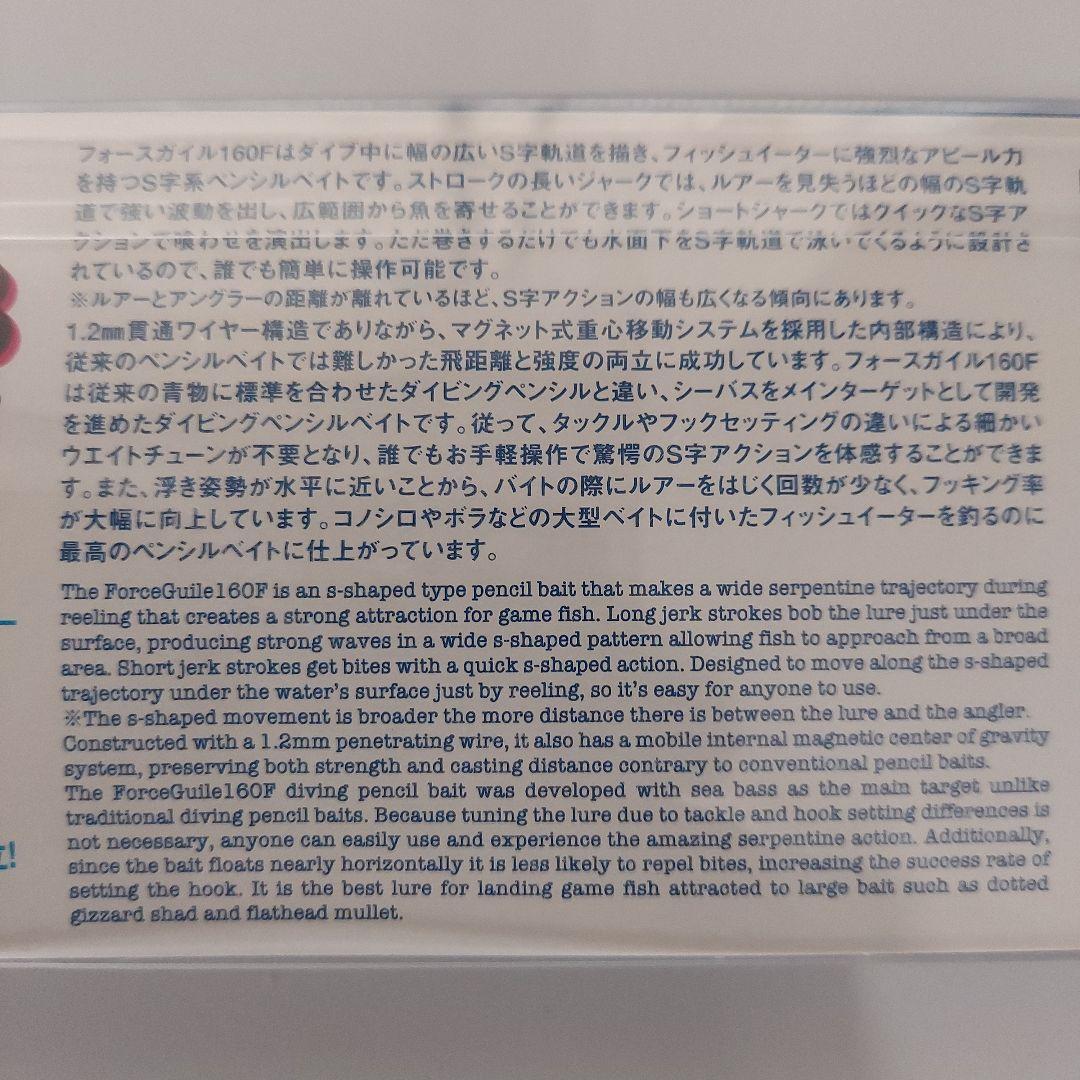 フォースガイル160Fはダイブ中に幅の広いS字軌道を描き、フィッシュイーターに強烈なアピール力
を持つS字系ペンシルベイトです。ストロークの長いジャークでは、ルアーを見失うほどの幅のS字軌
道で強い波動を出し、広範囲から魚を寄せることができます。ショートジャークではクイックなS字ア
クションで喰わせを演出します。ただ巻きするだけでも水面下をS字軌道で泳いでくるように設計さ
れているので、誰でも簡単に操作可能です。
※ルアーとアングラーの距離が離れているほど、S字アクションの幅も広くなる傾向にあります。
1.2mm貫通ワイヤー構造でありながら、マグネット式重心移動システムを採用した内部構造により、
従来のペンシルベイトでは難しかった飛距離と強度の両立に成功しています。フォースガイル160F
は従来の青物に標準を合わせたダイビングペンシルと違い、シーバスをメインターゲットとして開発
を進めたダイビングペンシルベイトです。従って、タックルやフックセッティングの違いによる細かい
ウエイトチューンが不要となり、誰でもお手軽操作で驚愕のS字アクションを体感することができま
す。また、浮き姿勢が水平に近いことから、バイトの際にルアーをはじく回数が少なく、フッキング率
が大幅に向上しています。コノシロやボラなどの大型ベイトに付いたフィッシュイーターを釣るのに
最高のペンシルベイトに仕上がっています。
The ForceGuile160F is an s-shaped type pencil bait that makes a wide serpentine trajectory during
reeling that creates a strong attraction for game fish. Long jerk strokes bob the lure just under the
surface, producing strong waves in a wide s-shaped pattern allowing fish to approach from a broad
area. Short jerk strokes get bites with a quick s-shaped action. Designed to move along the s-shaped
trajectory under the water's surface just by reeling, so it's easy for anyone to use.
※The s-shaped movement is broader the more distance there is between the lure and the angler.
Constructed with a 1.2mm penetrating wire, it also has a mobile internal magnetic center of gravity
system, preserving both strength and casting distance contrary to conventional pencil baits.
The ForceGuile160F diving pencil bait was developed with sea bass as the main target unlike
traditional diving pencil baits. Because tuning the lure due to tackle and hook setting differences is
not necessary, anyone can easily use and experience the amazing serpentine action. Additionally,
since the bait floats nearly horizontally it is less likely to repel bites, increasing the success rate of
setting the hook. It is the best lure for landing game fish attracted to large bait such as dotted
gizzard shad and flathead mullet.